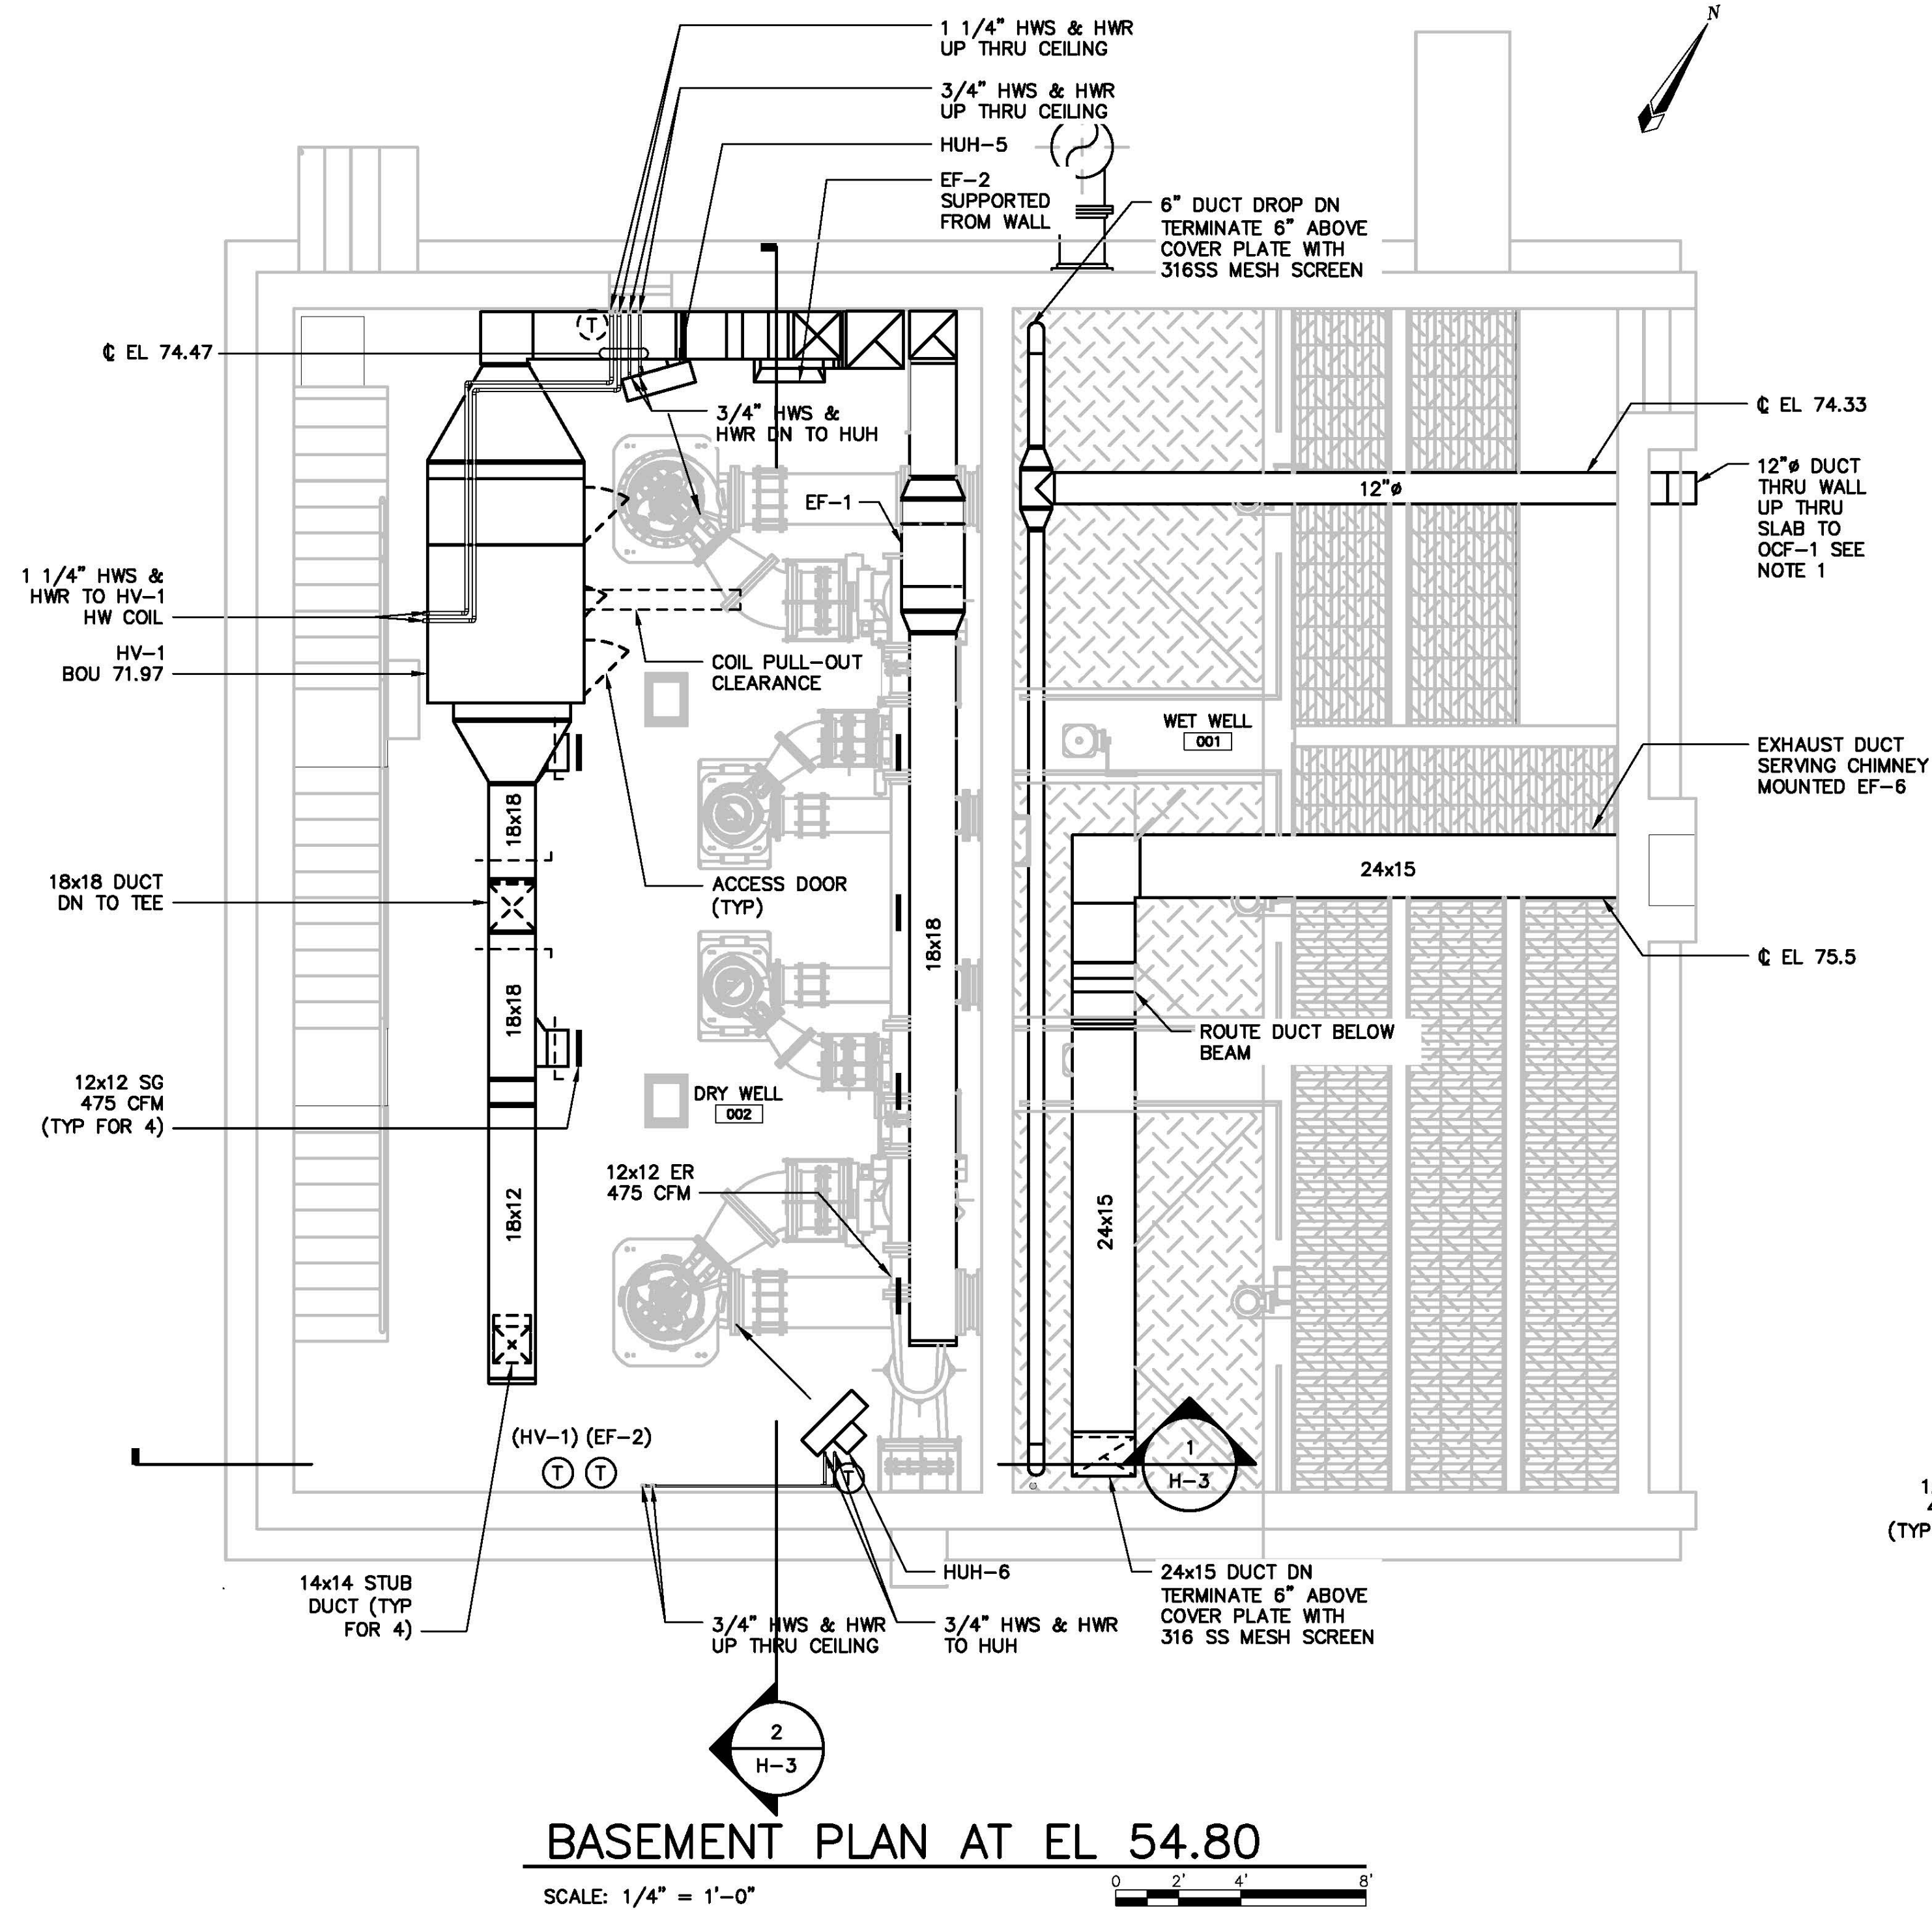 N
1 1/4" HWS & HWR
UP THRU CEILING
3/4" HWS & HWR
UP THRU CEILING
HUH-5
EF-2
SUPPORTED
FROM WALL
6" DUCT DROP DN
TERMINATE 6" ABOVE
COVER PLATE WITH
316SS MESH SCREEN
T
℄ EL 74.47
3/4" HWS &
HWR DN TO HUH
℄ EL 74.33
12"ø
12"ø DUCT
THRU WALL
UP THRU
SLAB TO
OCF-1 SEE
NOTE 1
EF-1
1 1/4" HWS &
HWR TO HV-1
HW COIL
HV-1
BOU 71.97
COIL PULL-OUT
CLEARANCE
WET WELL
001
EXHAUST DUCT
SERVING CHIMNEY
MOUNTED EF-6
18x18
24x15
18x18 DUCT
DN TO TEE
ACCESS DOOR
(TYP)
18x18
℄ EL 75.5
18x18
ROUTE DUCT BELOW
BEAM
12x12 SG
475 CFM
(TYP FOR 4)
DRY WELL
002
12x12 ER
475 CFM
18x12
24x15
(HV-1) (EF-2)
T T
T
1
H-3
1
4
(TYP
HUH-6
14x14 STUB
DUCT (TYP
FOR 4)
3/4" HWS & HWR
UP THRU CEILING
3/4" HWS & HWR
TO HUH
24x15 DUCT DN
TERMINATE 6" ABOVE
COVER PLATE WITH
316 SS MESH SCREEN
2
H-3
BASEMENT PLAN AT EL 54.80
SCALE: 1/4" = 1'-0"
0 2' 4' 8'